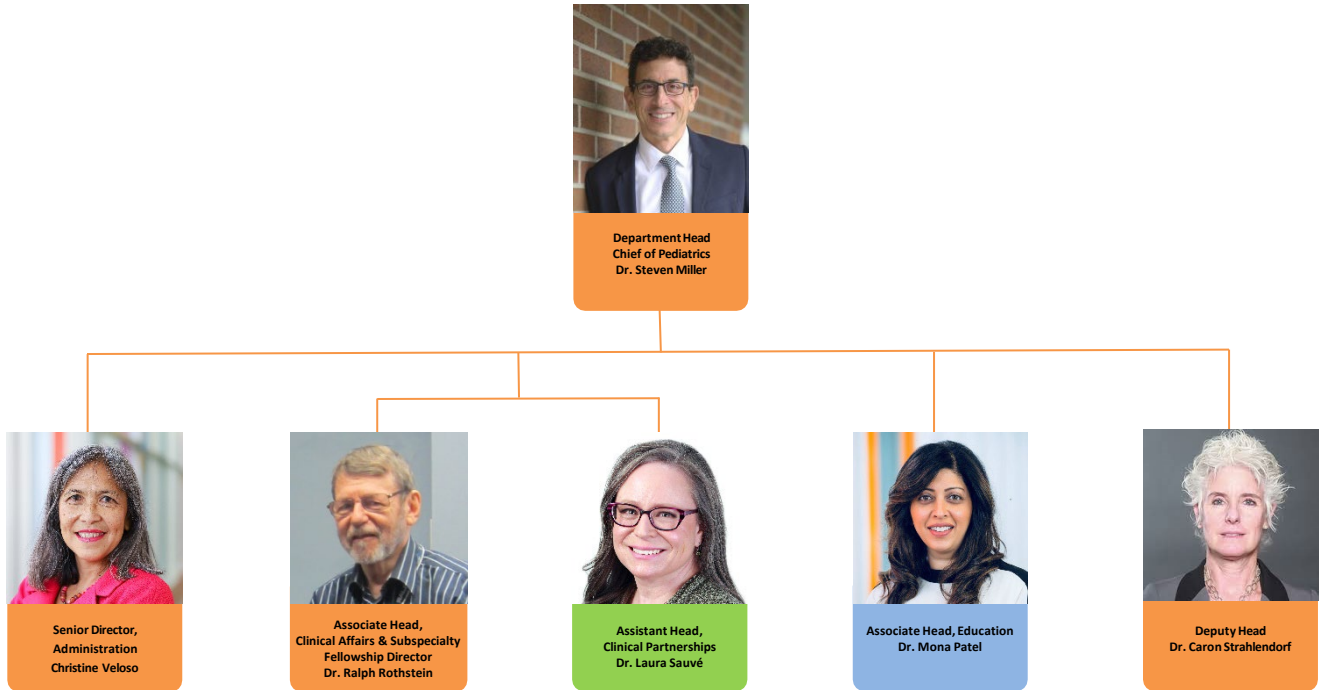 Department Head
Chief of Pediatrics
Dr. Steven Miller
Senior Director,
Administration
Christine Veloso
Associate Head,
Clinical Affairs & Subspecialty
Fellowship Director
Dr. Ralph Rothstein
Assistant Head,
Clinical Partnerships
Dr. Laura Sauvé
Associate Head, Education
Dr. Mona Patel
Deputy Head
Dr. Caron Strahlendorf